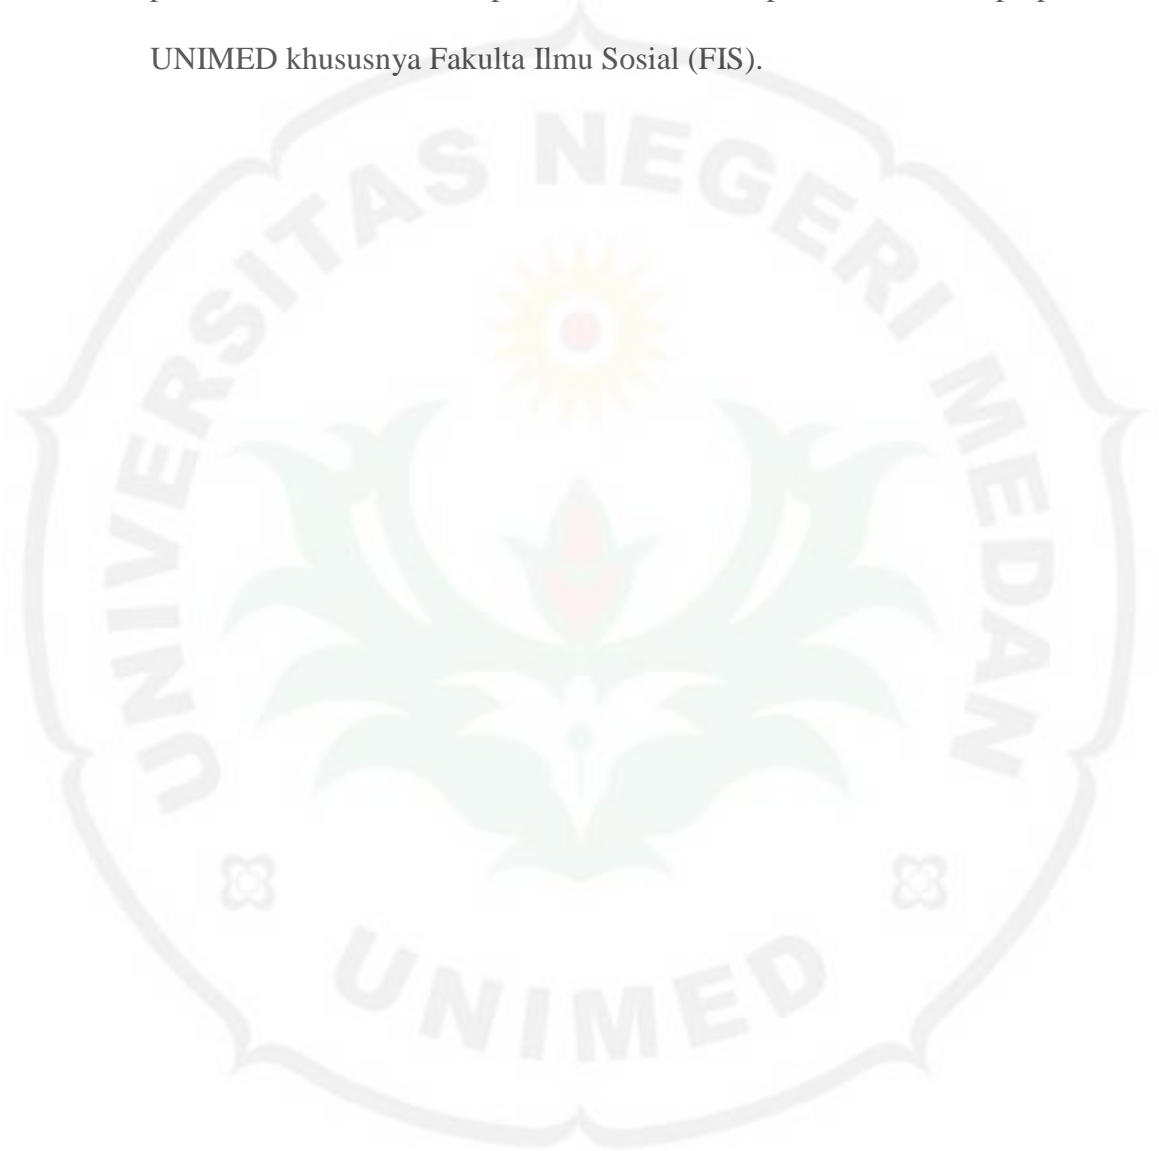 UNIMED khususnya Fakulta Ilmu Sosial (FIS).
UNIVERSITAS NEGERI MEDAN
UNIMED